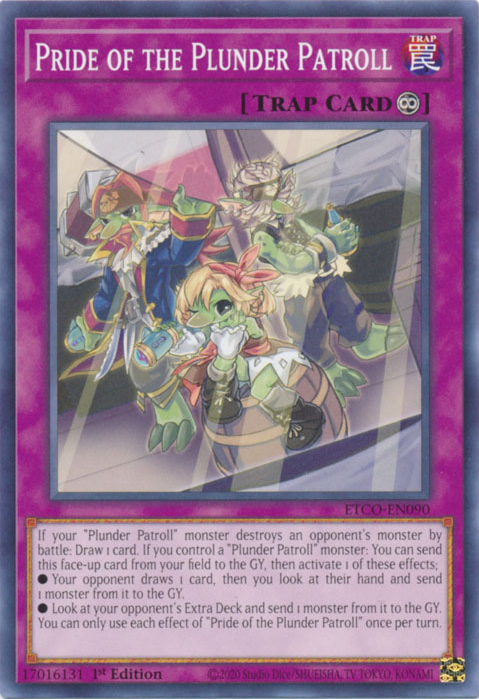 PRIDE OF THE PLUNDER PATROLL
TRAP
罠
[TRAP CARD]
ETCO-EN090
If your "Plunder Patroll" monster destroys an opponent's monster by
battle: Draw 1 card. If you control a "Plunder Patroll" monster: You can send
this face-up card from your field to the GY, then activate 1 of these effects;
● Your opponent draws 1 card, then you look at their hand and send
1 monster from it to the GY.
● Look at your opponent's Extra Deck and send 1 monster from it to the GY.
You can only use each effect of "Pride of the Plunder Patroll" once per turn.
17016131 1st Edition ©2020 Studio Dice/SHUEISHA, TV TOKYO, KONAMI